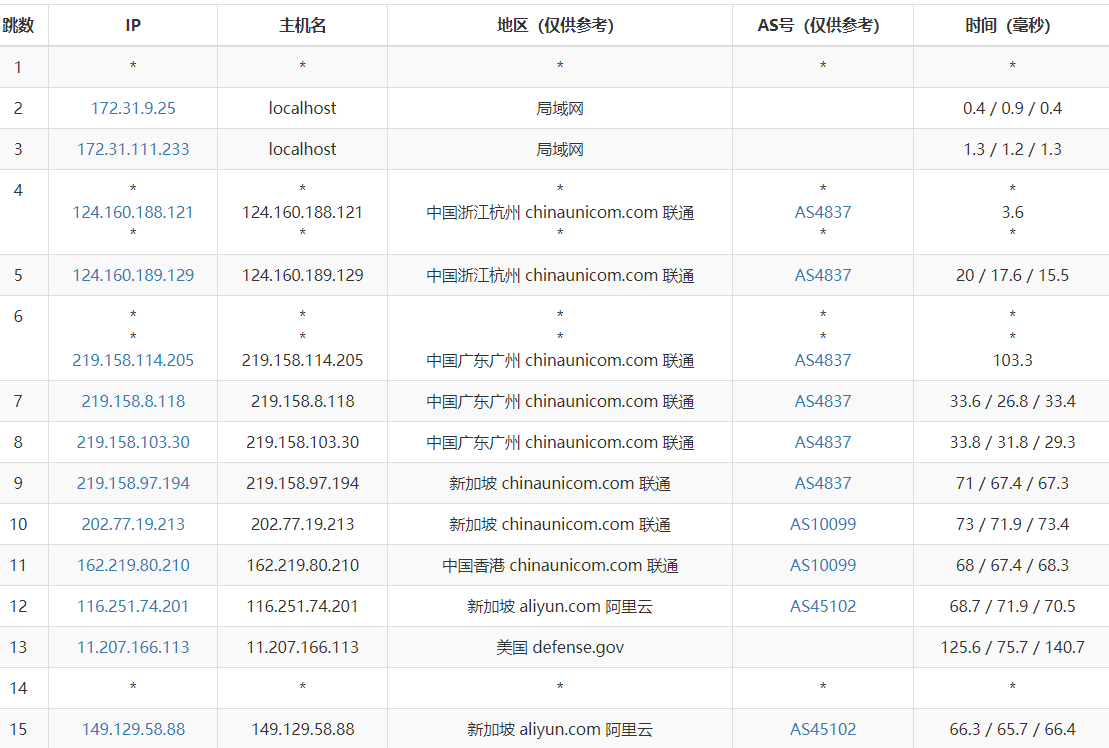 跳数 IP 主机名 地区（仅供参考） AS号（仅供参考） 时间（毫秒）
1 * * * * *
2 172.31.9.25 localhost 局域网 0.4 / 0.9 / 0.4
3 172.31.111.233 localhost 局域网 1.3 / 1.2 / 1.3
4 * * * * *
124.160.188.121 124.160.188.121 中国浙江杭州 chinaunicom.com 联通 AS4837 3.6
* * * * *
5 124.160.189.129 124.160.189.129 中国浙江杭州 chinaunicom.com 联通 AS4837 20 / 17.6 / 15.5
6 * * * * *
* * * * *
219.158.114.205 219.158.114.205 中国广东广州 chinaunicom.com 联通 AS4837 103.3
7 219.158.8.118 219.158.8.118 中国广东广州 chinaunicom.com 联通 AS4837 33.6 / 26.8 / 33.4
8 219.158.103.30 219.158.103.30 中国广东广州 chinaunicom.com 联通 AS4837 33.8 / 31.8 / 29.3
9 219.158.97.194 219.158.97.194 新加坡 chinaunicom.com 联通 AS4837 71 / 67.4 / 67.3
10 202.77.19.213 202.77.19.213 新加坡 chinaunicom.com 联通 AS10099 73 / 71.9 / 73.4
11 162.219.80.210 162.219.80.210 中国香港 chinaunicom.com 联通 AS10099 68 / 67.4 / 68.3
12 116.251.74.201 116.251.74.201 新加坡 aliyun.com 阿里云 AS45102 68.7 / 71.9 / 70.5
13 11.207.166.113 11.207.166.113 美国 defense.gov 125.6 / 75.7 / 140.7
14 * * * * *
15 149.129.58.88 149.129.58.88 新加坡 aliyun.com 阿里云 AS45102 66.3 / 65.7 / 66.4